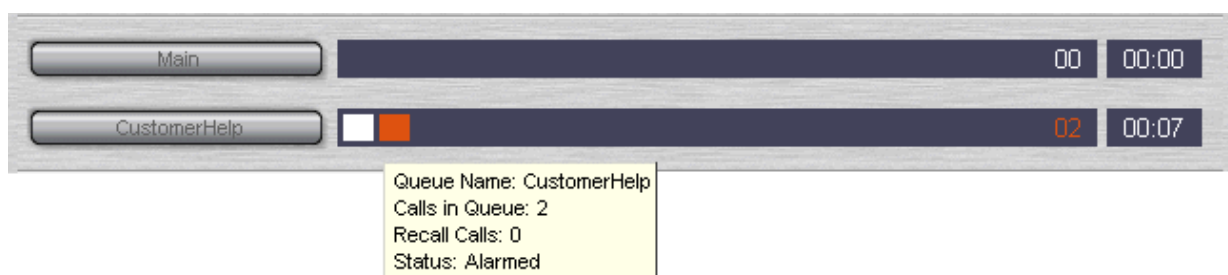 Main 00 00:00
CustomerHelp 02 00:07
Queue Name: CustomerHelp
Calls in Queue: 2
Recall Calls: 0
Status: Alarmed